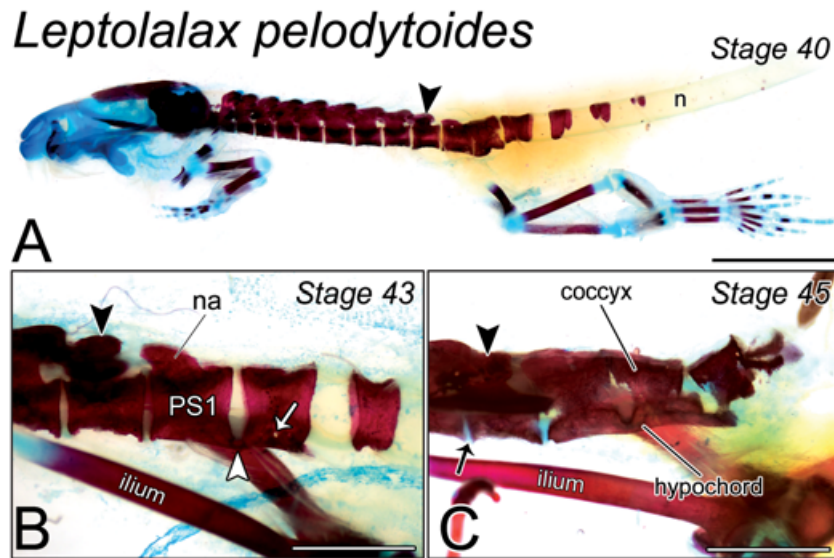 Leptolalax pelodytoides
Stage 40
n
A
Stage 43
na
PS1
ilium
B
Stage 45
coccyx
ilium
hypochord
C